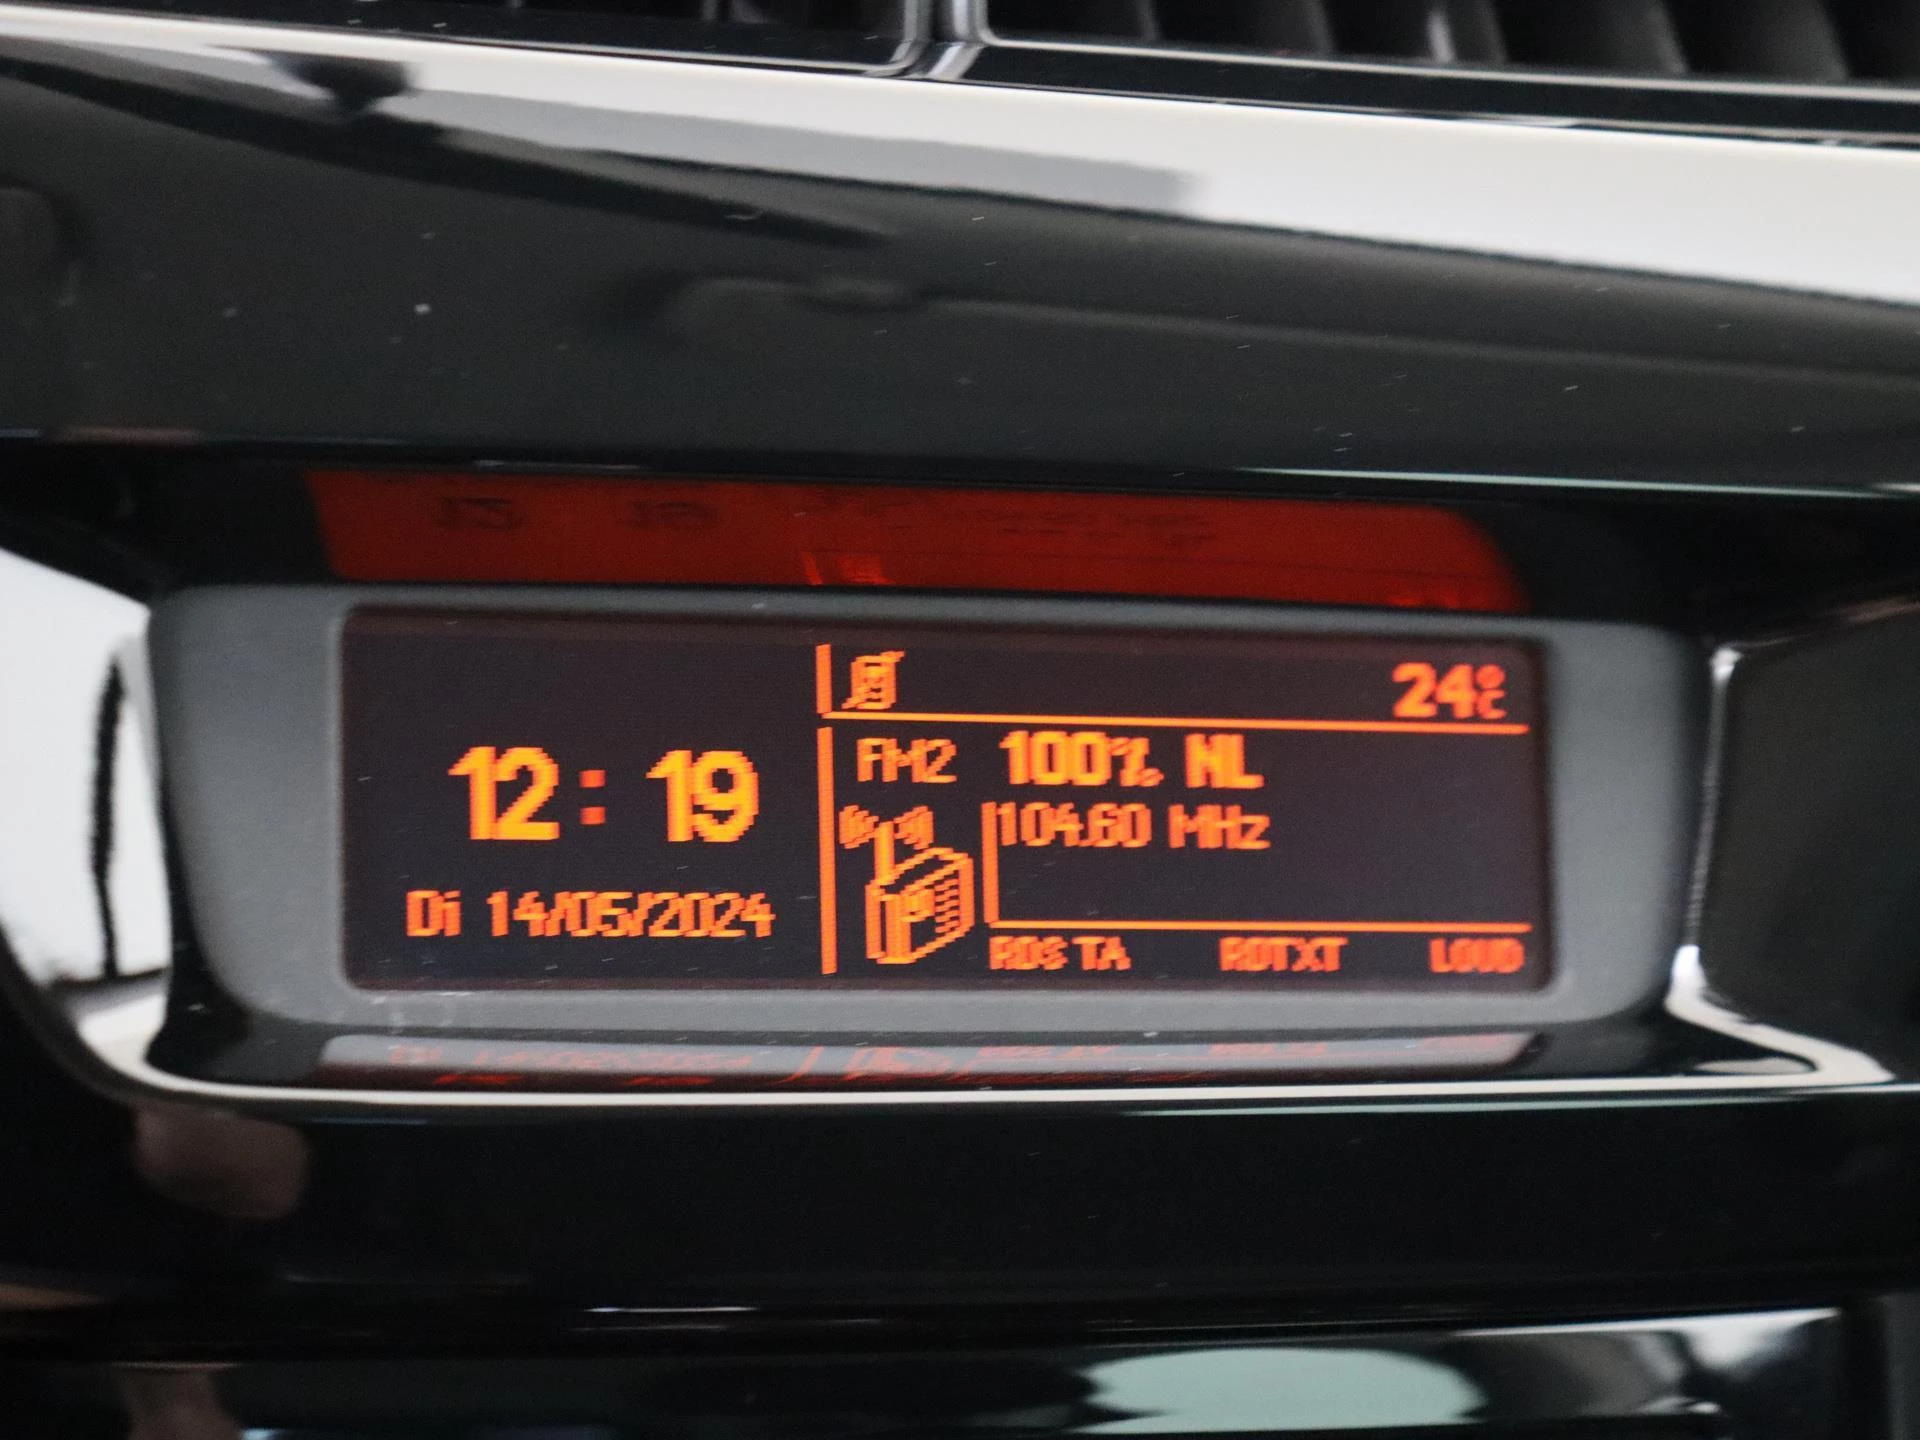 24°C
12:19
FM2 100% NL
104.60 MHz
Di 14/05/2024
RDS TA RDTXT LOUD